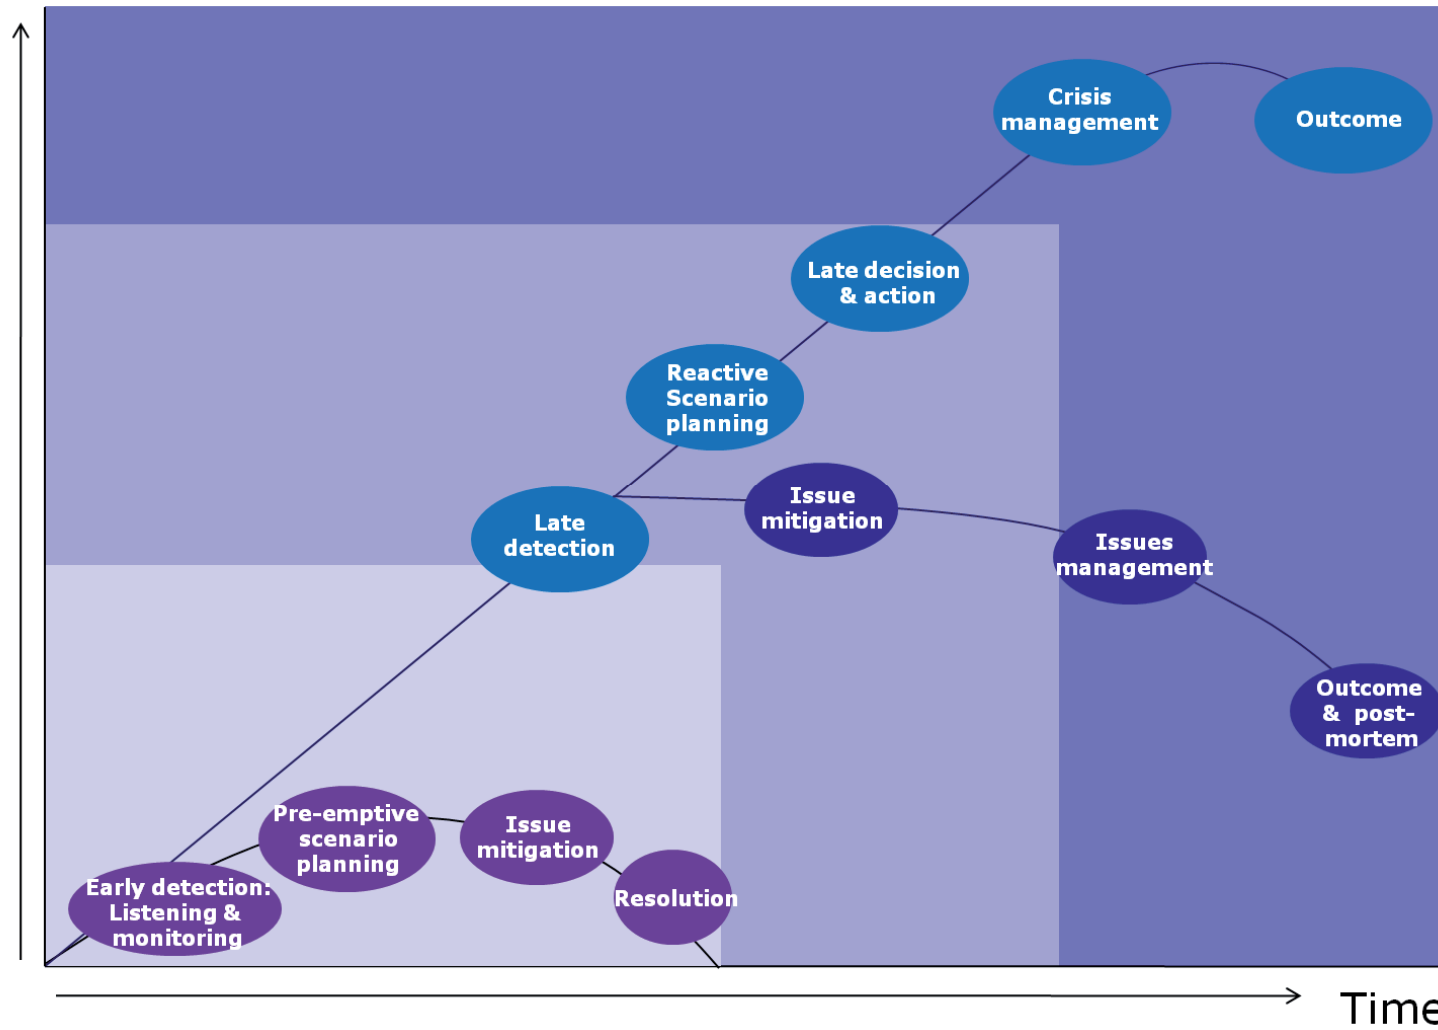 Crisis
management
Outcome
Late decision
& action
Reactive
Scenario
planning
Issue
mitigation
Late
detection
Issues
management
Outcome
& post-
mortem
Pre-emptive
scenario
planning
Issue
mitigation
Early detection:
Listening &
monitoring
Resolution
Time